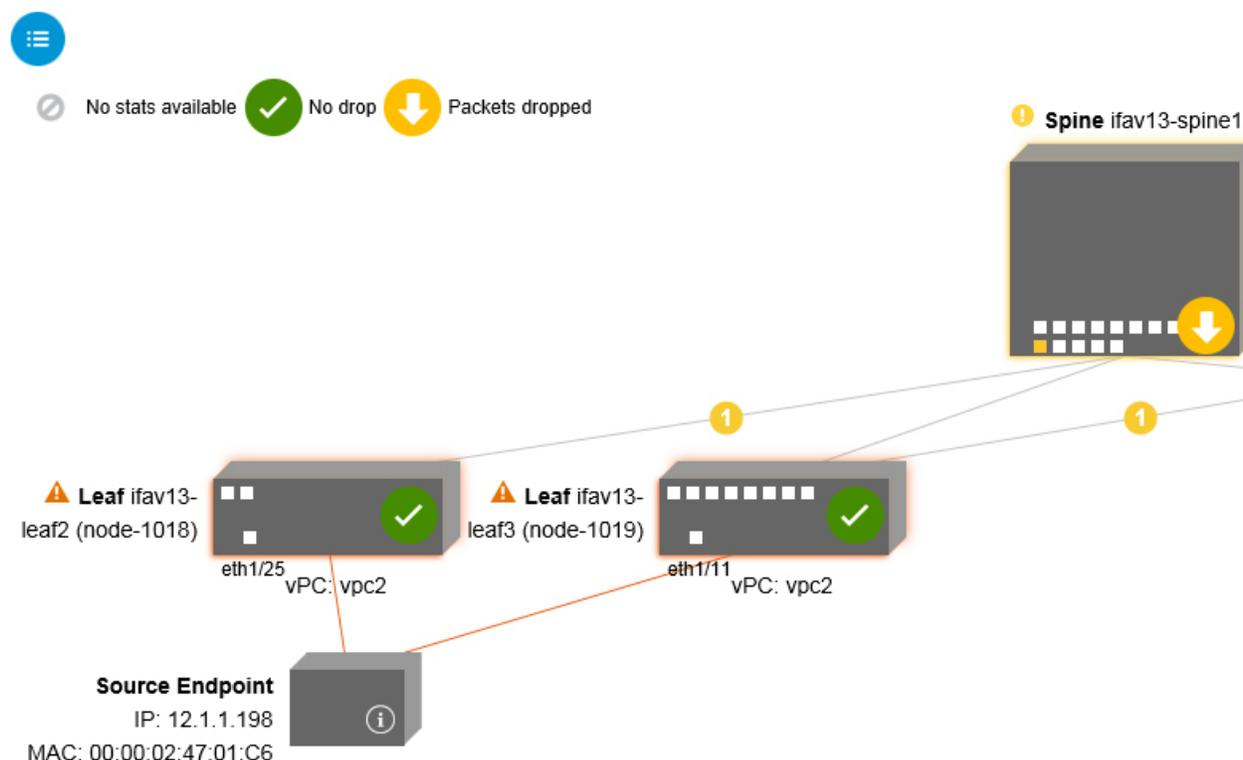 No stats available No drop Packets dropped
Spine ifav13-spine1
1 1
Leaf ifav13-
leaf2 (node-1018)
eth1/25
vPC: vpc2
Leaf ifav13-
leaf3 (node-1019)
eth1/11
vPC: vpc2
Source Endpoint
IP: 12.1.1.198
MAC: 00:00:02:47:01:C6